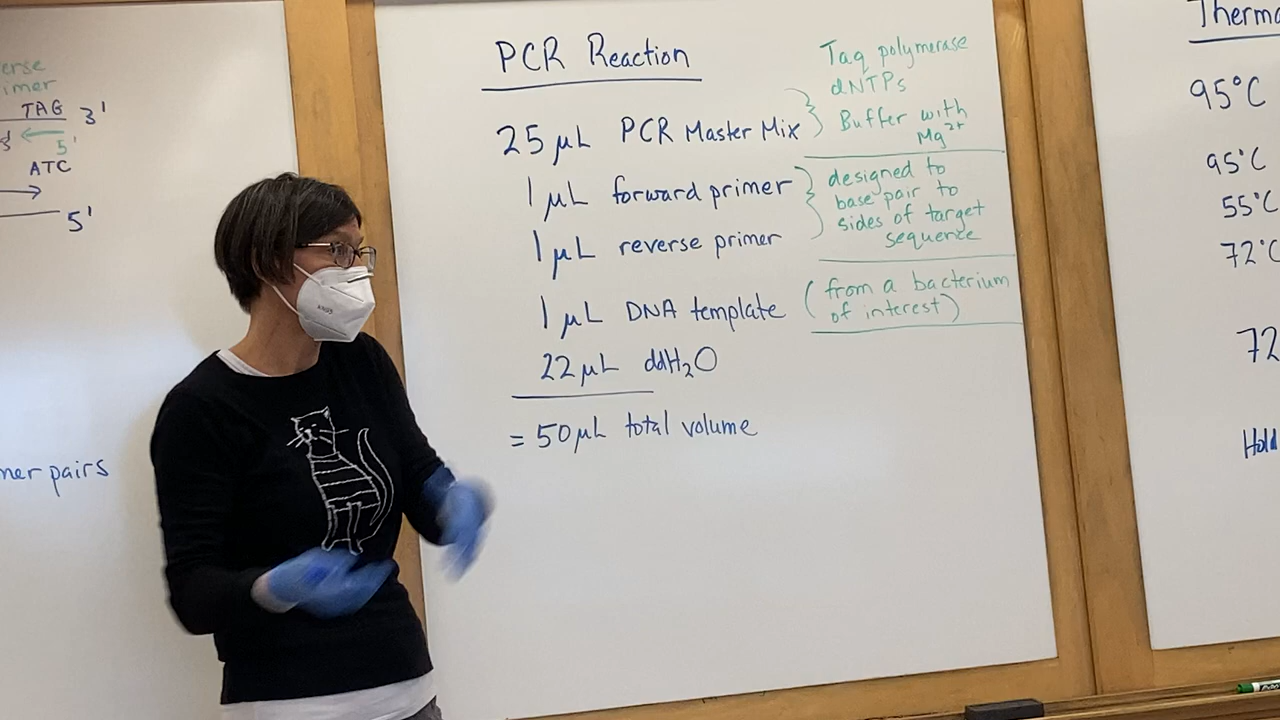 erse
imer
TAG 3'
5'
ATC
5'
mer pairs
PCR Reaction
25 µL PCR Master Mix
1 µL forward primer
1 µL reverse primer
1 µL DNA template
22 µL ddH₂O
= 50 µL total volume
Taq polymerase
dNTPs
Buffer with
Mg²⁺
designed to
base pair to
sides of target
sequence
(from a bacterium
of interest)
Thermo
95°C
95°C
55°C
72°C
72
Hold